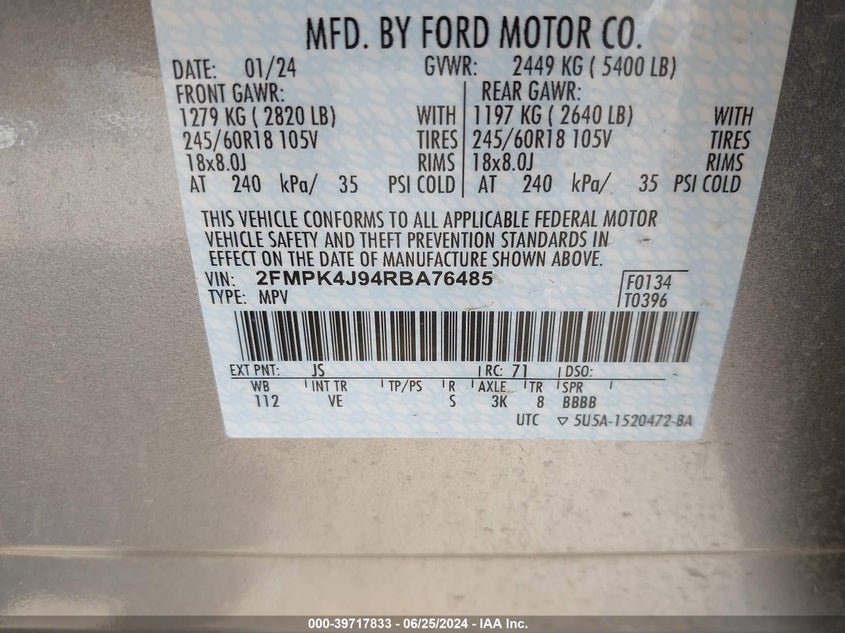 MFD. BY FORD MOTOR CO.
DATE: 01/24 GVWR: 2449 KG ( 5400 LB)
FRONT GAWR: REAR GAWR:
1279 KG ( 2820 LB) WITH 1197 KG ( 2640 LB) WITH
245/60R18 105V TIRES 245/60R18 105V TIRES
18x8.0J RIMS 18x8.0J RIMS
AT 240 kPa/ 35 PSI COLD AT 240 kPa/ 35 PSI COLD
THIS VEHICLE CONFORMS TO ALL APPLICABLE FEDERAL MOTOR
VEHICLE SAFETY AND THEFT PREVENTION STANDARDS IN
EFFECT ON THE DATE OF MANUFACTURE SHOWN ABOVE.
VIN: 2FMPK4J94RBA76485 F0134
TYPE: MPV T0396
EXT PNT: JS RC: 71 DSO:
WB INT TR TP/PS R AXLE TR SPR
112 VE S 3K 8 BBBB
UTC ▽ 5U5A-1520472-BA
000-39717833 - 06/25/2024 - IAA Inc.